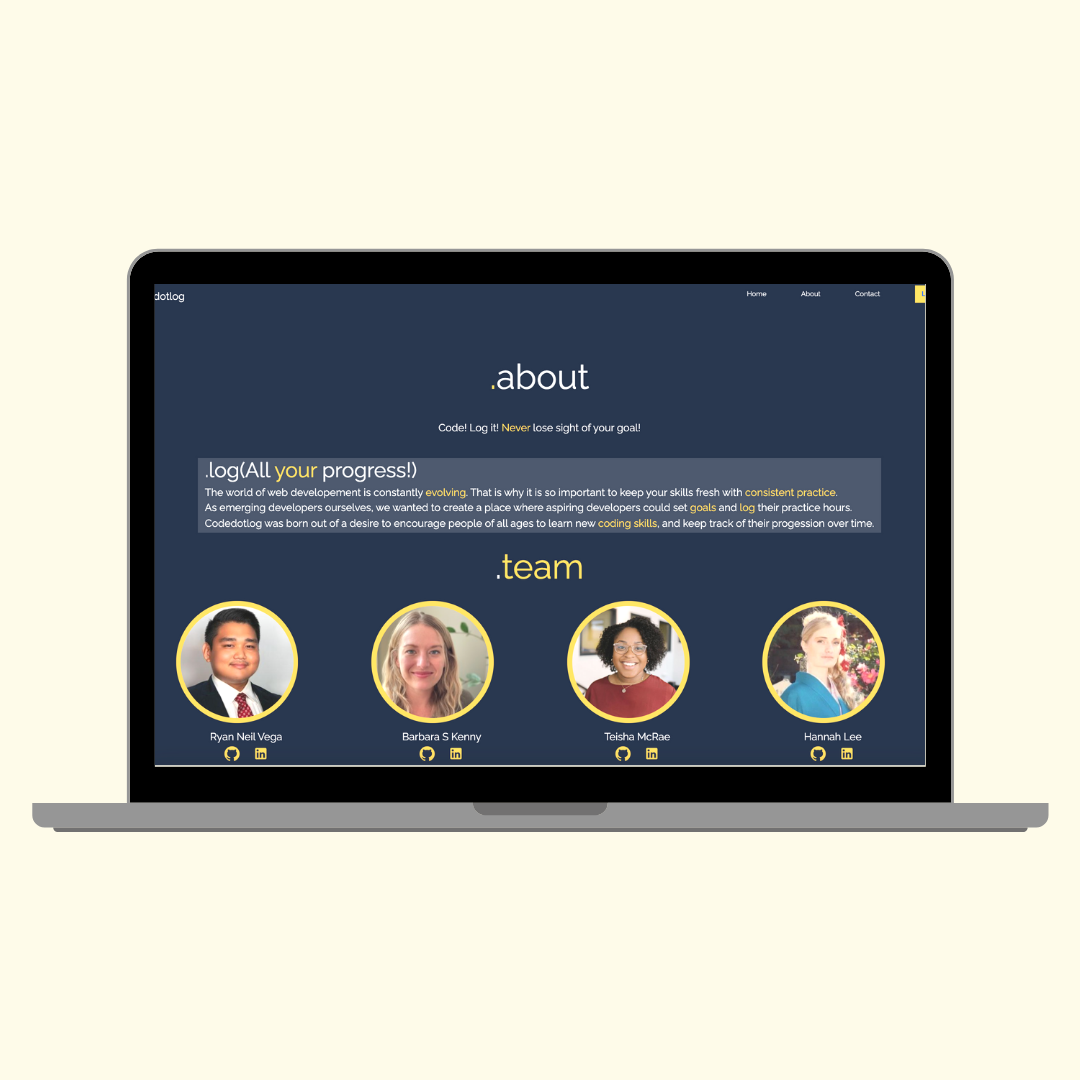 dotlog
Home About Contact L
.about
Code! Log it! Never lose sight of your goal!
.log(All your progress!)
The world of web developement is constantly evolving. That is why it is so important to keep your skills fresh with consistent practice.
As emerging developers ourselves, we wanted to create a place where aspiring developers could set goals and log their practice hours.
Codedotlog was born out of a desire to encourage people of all ages to learn new coding skills, and keep track of their progession over time.
.team
Ryan Neil Vega
Barbara S Kenny
Teisha McRae
Hannah Lee
in
in
in
in